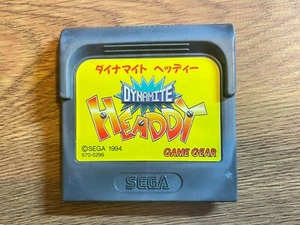 ダイナマイト ヘッディー
DYNAMITE
HEADDY
©SEGA 1994
670-5299
GAME GEAR
SEGA